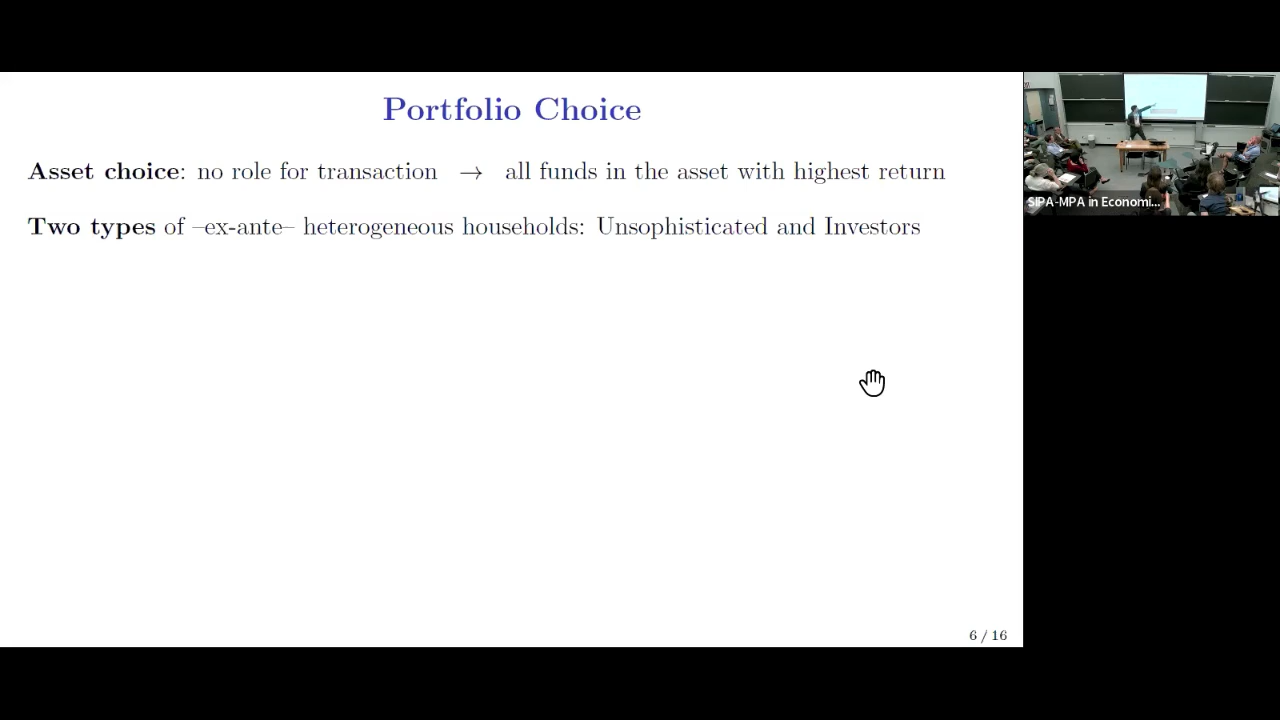 Portfolio Choice
Asset choice: no role for transaction → all funds in the asset with highest return
Two types of –ex-ante– heterogeneous households: Unsophisticated and Investors
6 / 16
SIPA-MPA in Economi...